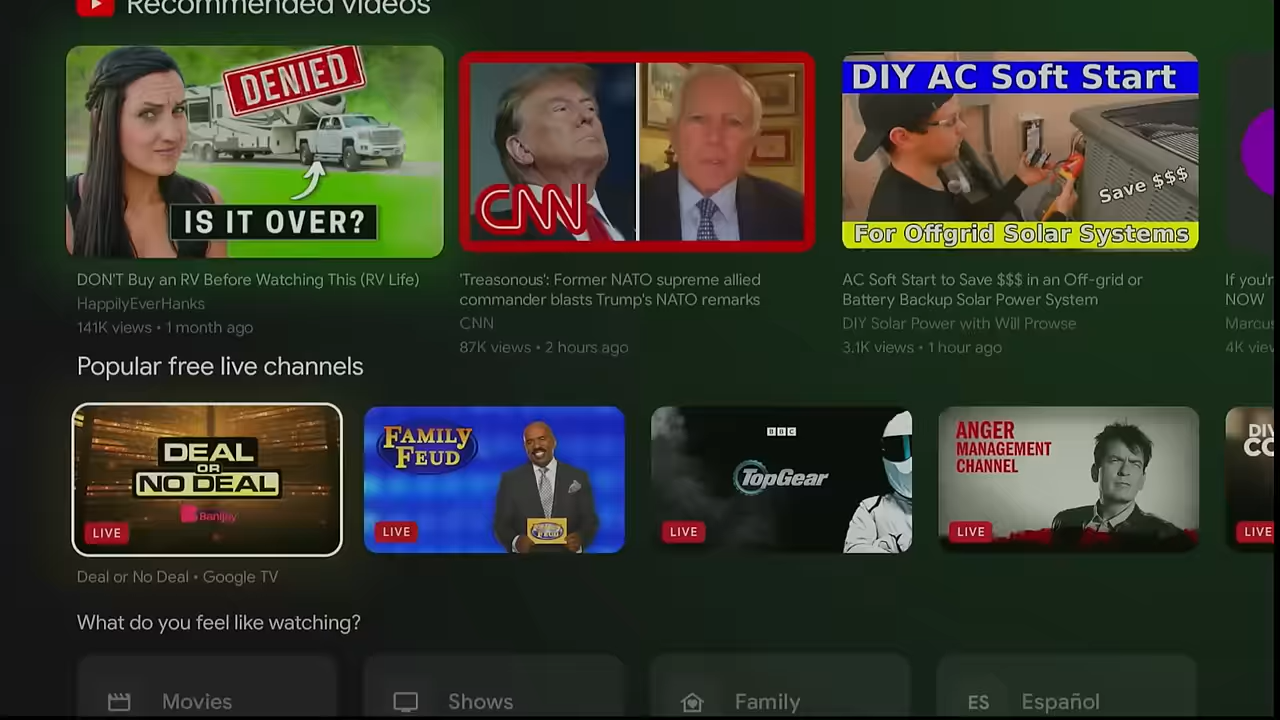 Recommended videos
DENIED
IS IT OVER?
CNN
DIY AC Soft Start
Save $$$
For Offgrid Solar Systems
DON'T Buy an RV Before Watching This (RV Life)
HappilyEverHanks
141K views • 1 month ago
'Treasonous': Former NATO supreme allied
commander blasts Trump's NATO remarks
CNN
87K views • 2 hours ago
AC Soft Start to Save $$$ in an Off-grid or
Battery Backup Solar Power System
DIY Solar Power with Will Prowse
3.1K views • 1 hour ago
If you'r
NOW
Marcus
4K view
Popular free live channels
DEAL
OR
NO DEAL
Banijay
LIVE
FAMILY
FEUD
FEUD
LIVE
BBC
TopGear
LIVE
ANGER
MANAGEMENT
CHANNEL
LIVE
DIV
CO
LIVE
Deal or No Deal • Google TV
What do you feel like watching?
Movies
Shows
Family
ES Español